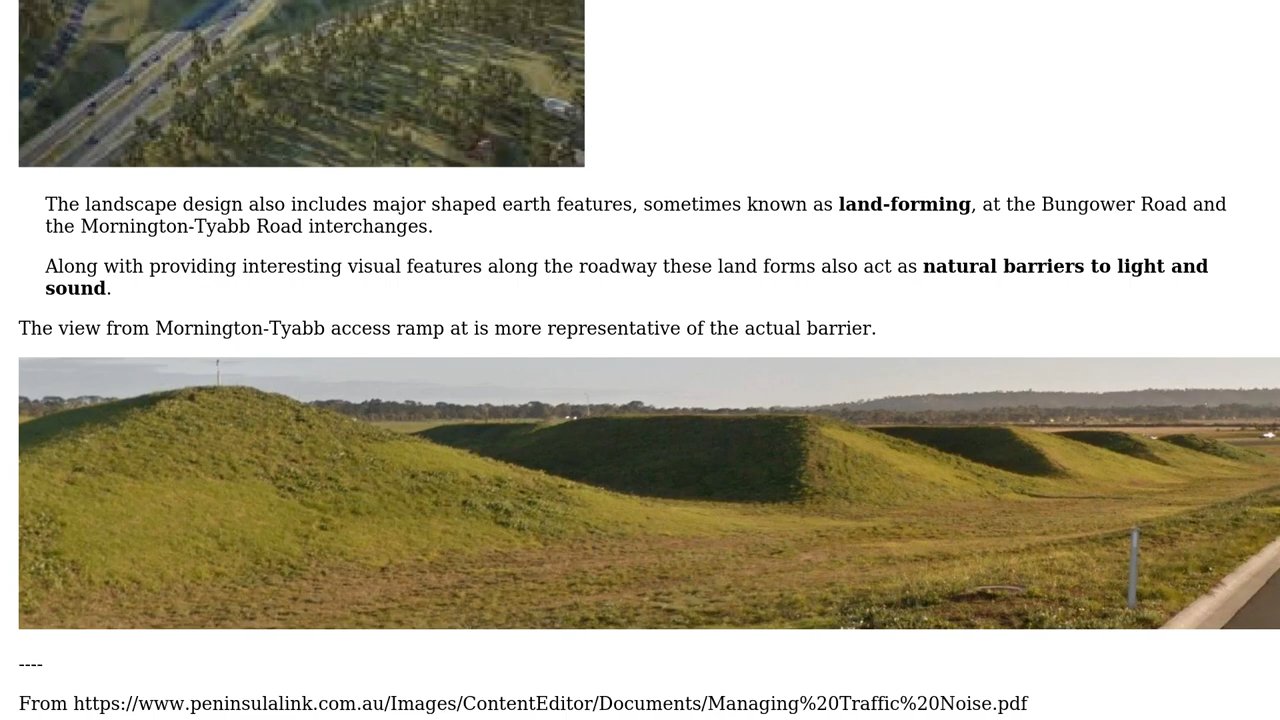 The landscape design also includes major shaped earth features, sometimes known as land-forming, at the Bungower Road and
the Mornington-Tyabb Road interchanges.
Along with providing interesting visual features along the roadway these land forms also act as natural barriers to light and
sound.
The view from Mornington-Tyabb access ramp at is more representative of the actual barrier.
----
From https://www.peninsulalink.com.au/Images/ContentEditor/Documents/Managing%20Traffic%20Noise.pdf